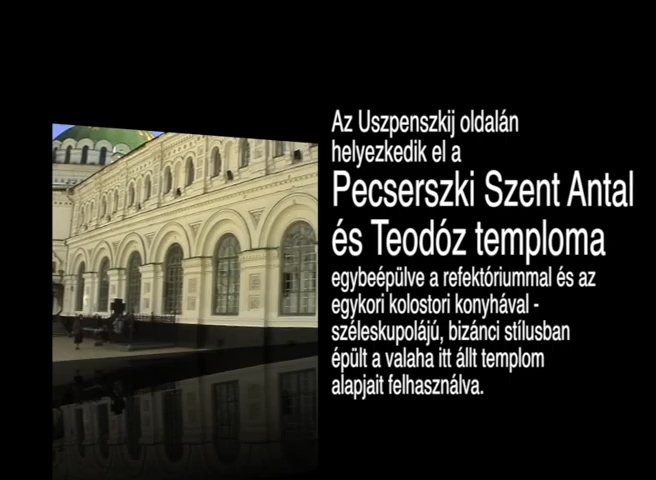 Az Uszpenszkij oldalán
helyezkedik el a
Pecserszki Szent Antal
és Teodóz temploma
egybeépülve a refektóriummal és az
egykori kolostori konyhával -
széleskupolájú, bizánci stílusban
épült a valaha itt állt templom
alapjait felhasználva.